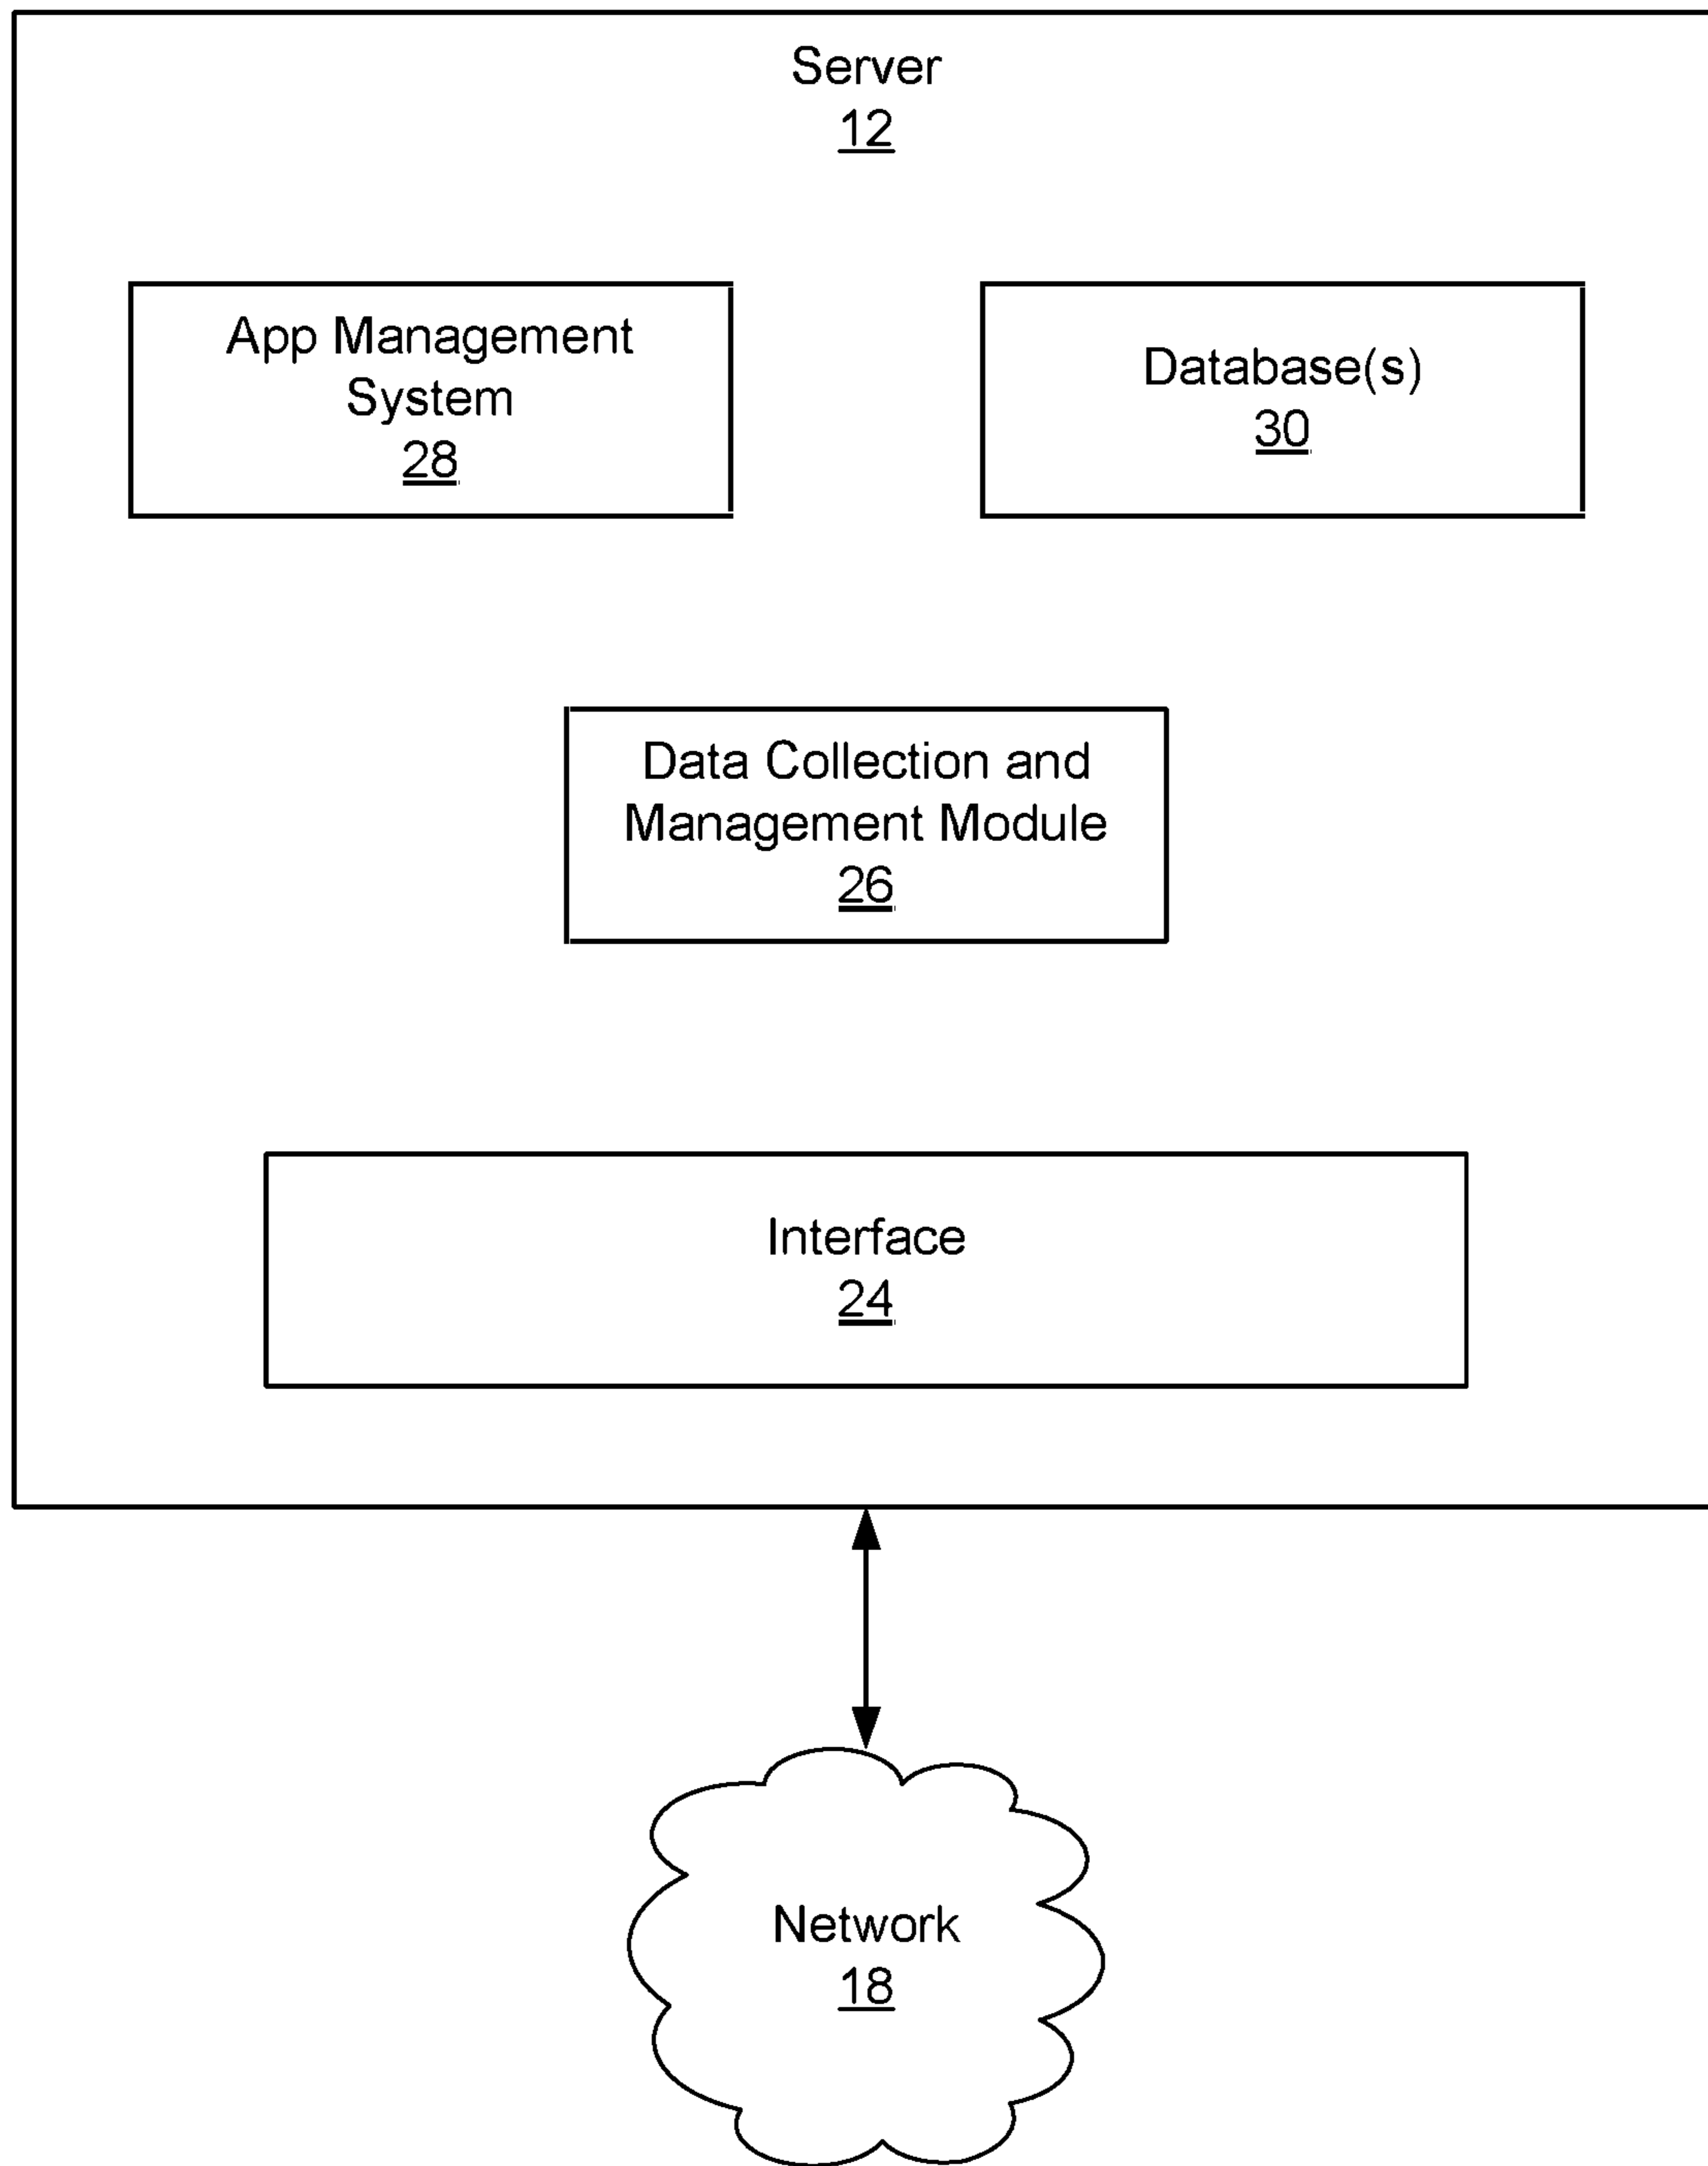 Server
12
App Management
System
28
Database(s)
30
Data Collection and
Management Module
26
Interface
24
Network
18